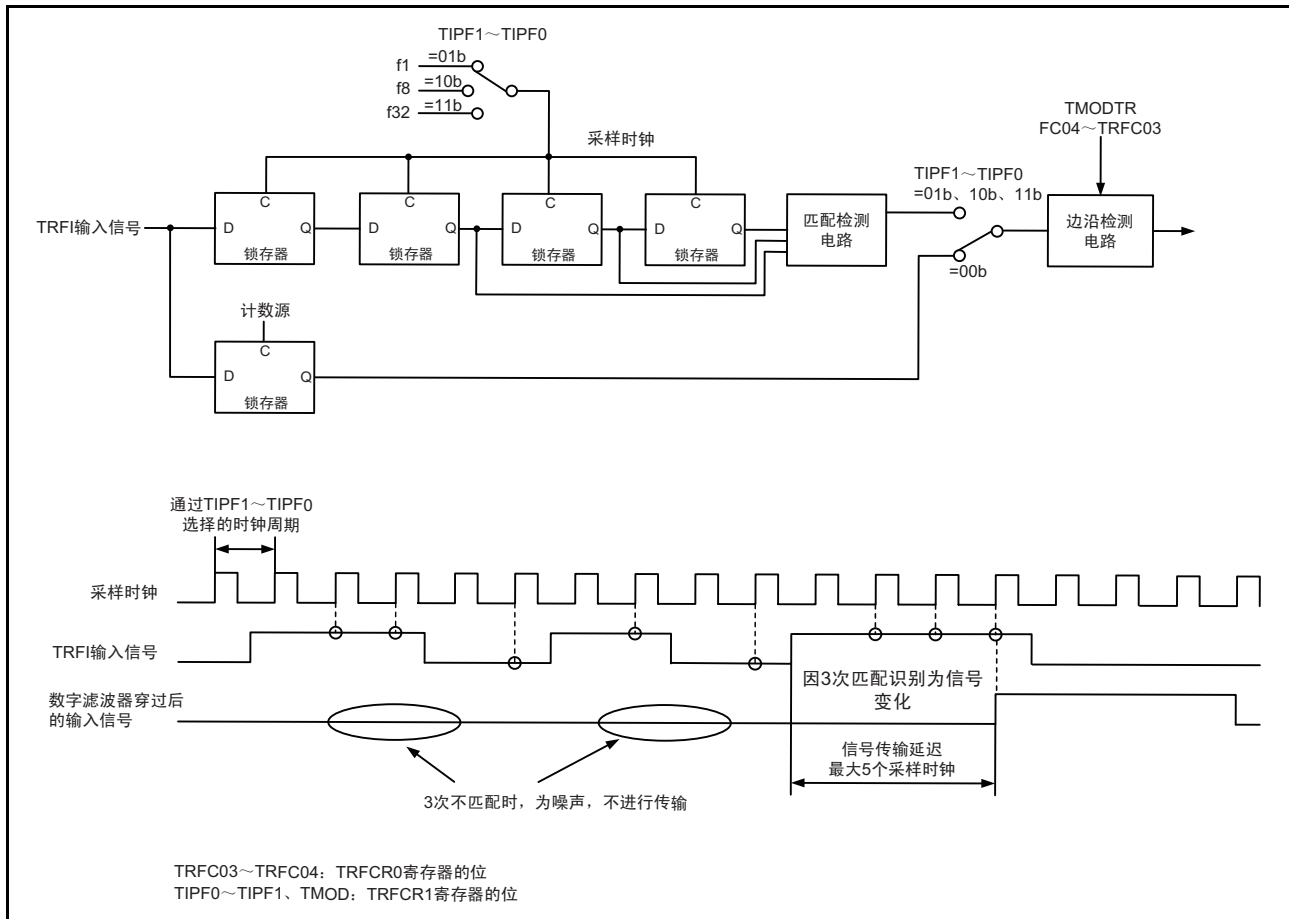 TIPF1～TIPF0
f1
=01b
f8
=10b
f32
=11b
采样时钟
TMODTR
FC04～TRFC03
TIPF1～TIPF0
=01b、10b、11b
=00b
TRFI输入信号
C
D
Q
锁存器
C
D
Q
锁存器
C
D
Q
锁存器
C
D
Q
锁存器
匹配检测
电路
边沿检测
电路
计数源
C
D
Q
锁存器
通过TIPF1～TIPF0
选择的时钟周期
采样时钟
TRFI输入信号
数字滤波器穿过后
的输入信号
因3次匹配识别为信号
变化
信号传输延迟
最大5个采样时钟
3次不匹配时，为噪声，不进行传输
TRFC03～TRFC04：TRFCR0寄存器的位
TIPF0～TIPF1、TMOD：TRFCR1寄存器的位